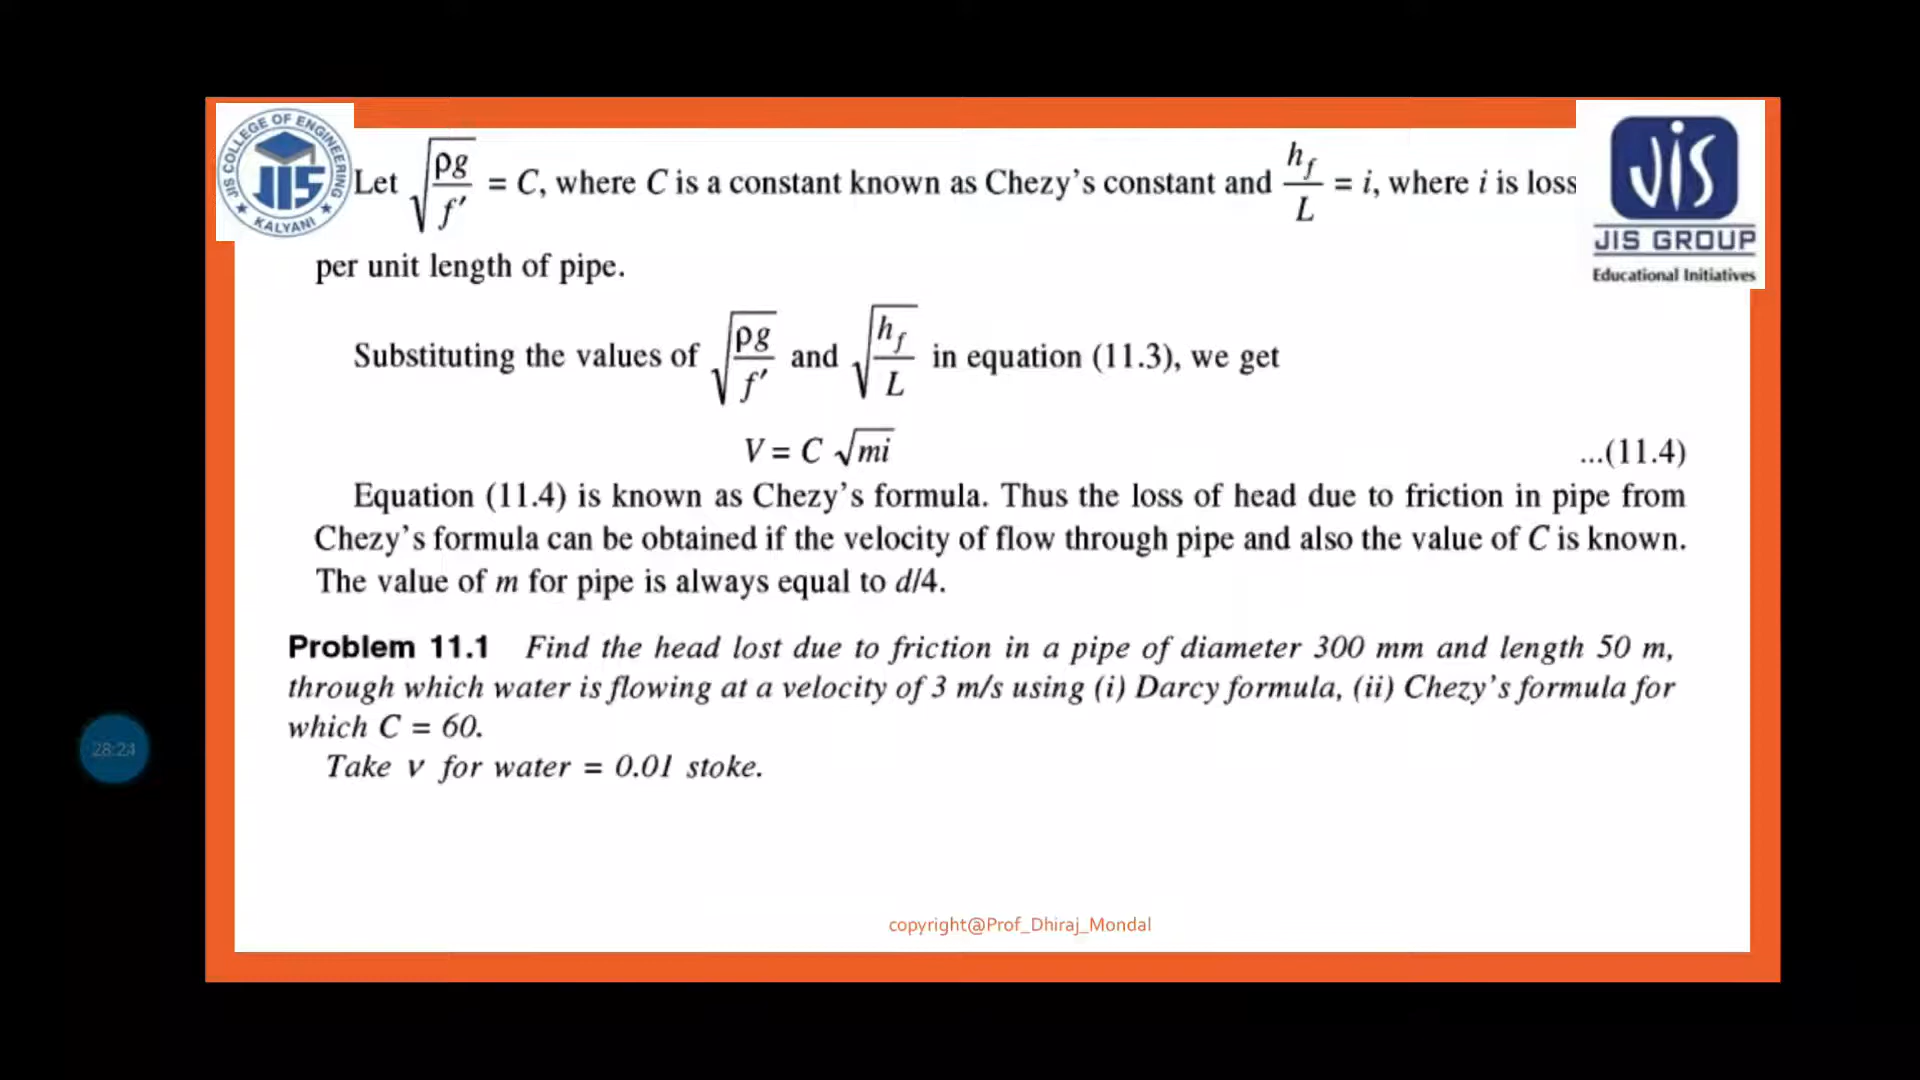 JIS COLLEGE OF ENGINEERING
JIS
★ KALYANI ★
Let √(ρg/f′) = C, where C is a constant known as Chezy's constant and h_f/L = i, where i is loss
JIS
JIS GROUP
Educational Initiatives
per unit length of pipe.
Substituting the values of √(ρg/f′) and √(h_f/L) in equation (11.3), we get
V = C √mi ...(11.4)
Equation (11.4) is known as Chezy's formula. Thus the loss of head due to friction in pipe from
Chezy's formula can be obtained if the velocity of flow through pipe and also the value of C is known.
The value of m for pipe is always equal to d/4.
Problem 11.1 Find the head lost due to friction in a pipe of diameter 300 mm and length 50 m,
through which water is flowing at a velocity of 3 m/s using (i) Darcy formula, (ii) Chezy's formula for
which C = 60.
Take ν for water = 0.01 stoke.
28:24
copyright@Prof_Dhiraj_Mondal